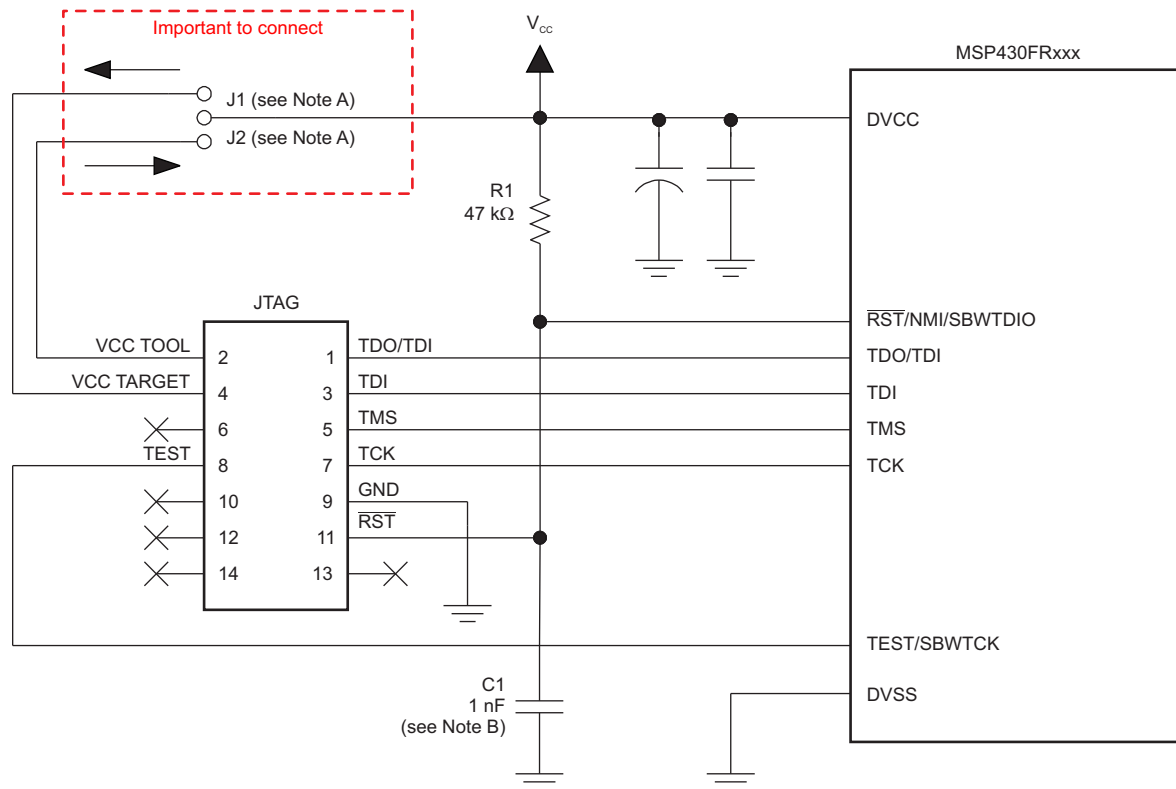 Important to connect
J1 (see Note A)
J2 (see Note A)
VCC
MSP430FRxxx
DVCC
R1
47 kΩ
JTAG
RST/NMI/SBWTDIO
VCC TOOL
2
1
TDO/TDI
TDO/TDI
VCC TARGET
4
3
TDI
TDI
6
5
TMS
TMS
TEST
8
7
TCK
TCK
10
9
GND
12
11
RST
14
13
TEST/SBWTCK
C1
1 nF
(see Note B)
DVSS